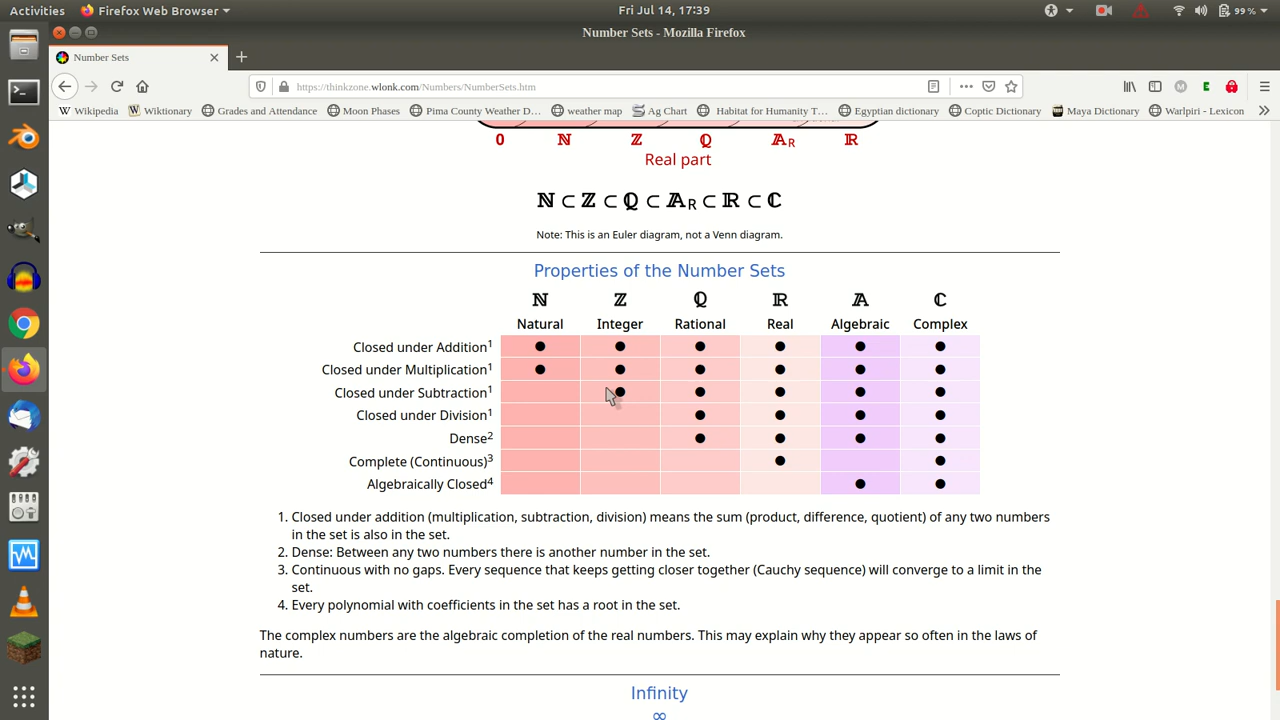 Activities Firefox Web Browser Fri Jul 14, 17:39 99 %
Number Sets - Mozilla Firefox
Number Sets
https://thinkzone.wlonk.com/Numbers/NumberSets.htm
Wikipedia Wiktionary Grades and Attendance Moon Phases Pima County Weather D… weather map Ag Chart Habitat for Humanity T… Egyptian dictionary Coptic Dictionary Maya Dictionary Warlpiri - Lexicon
0 ℕ ℤ ℚ 𝔸R ℝ
Real part
ℕ ⊂ ℤ ⊂ ℚ ⊂ 𝔸R ⊂ ℝ ⊂ ℂ
Note: This is an Euler diagram, not a Venn diagram.
Properties of the Number Sets
ℕ ℤ ℚ ℝ 𝔸 ℂ
Natural Integer Rational Real Algebraic Complex
Closed under Addition¹ ● ● ● ● ● ●
Closed under Multiplication¹ ● ● ● ● ● ●
Closed under Subtraction¹ ● ● ● ● ●
Closed under Division¹ ● ● ● ●
Dense² ● ● ● ●
Complete (Continuous)³ ● ●
Algebraically Closed⁴ ● ●
1. Closed under addition (multiplication, subtraction, division) means the sum (product, difference, quotient) of any two numbers
in the set is also in the set.
2. Dense: Between any two numbers there is another number in the set.
3. Continuous with no gaps. Every sequence that keeps getting closer together (Cauchy sequence) will converge to a limit in the
set.
4. Every polynomial with coefficients in the set has a root in the set.
The complex numbers are the algebraic completion of the real numbers. This may explain why they appear so often in the laws of
nature.
Infinity
∞